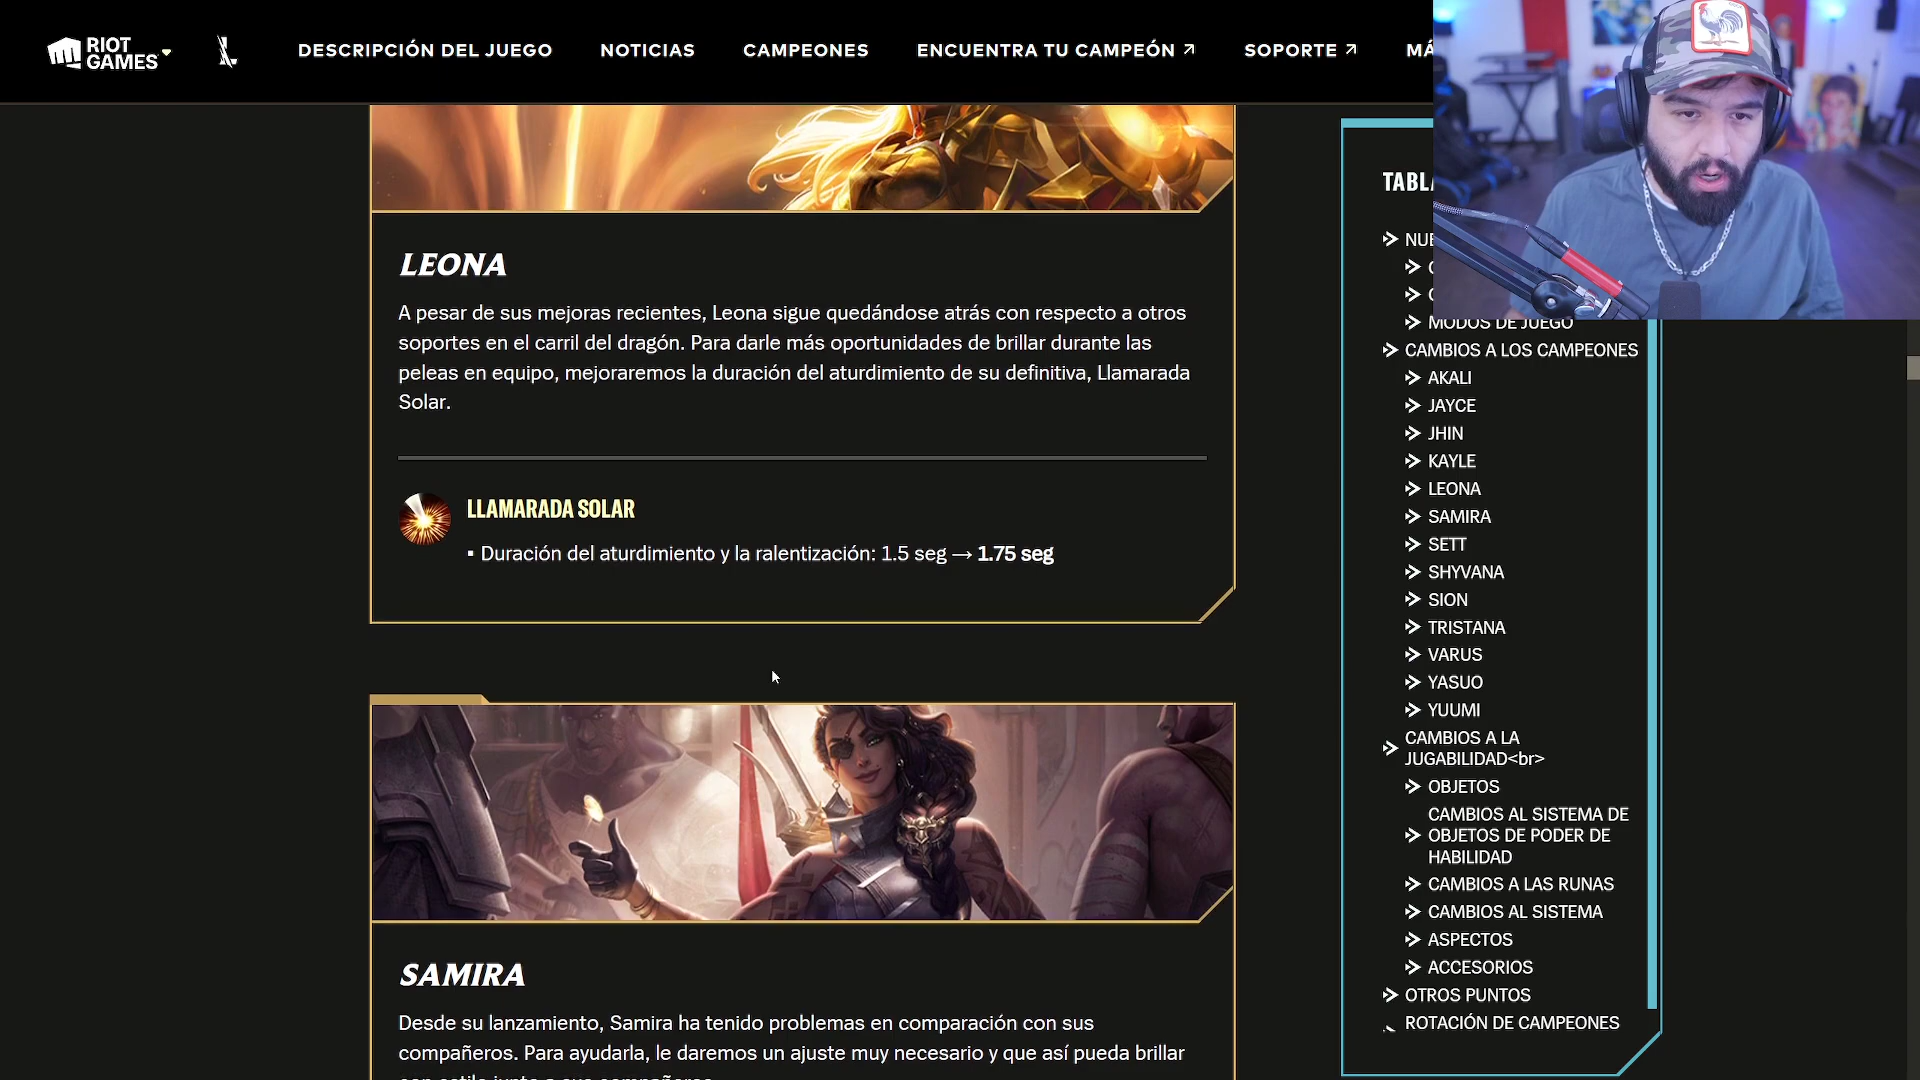 RIOT
GAMES
DESCRIPCIÓN DEL JUEGO
NOTICIAS
CAMPEONES
ENCUENTRA TU CAMPEÓN
SOPORTE
MÁ
LEONA
A pesar de sus mejoras recientes, Leona sigue quedándose atrás con respecto a otros
soportes en el carril del dragón. Para darle más oportunidades de brillar durante las
peleas en equipo, mejoraremos la duración del aturdimiento de su definitiva, Llamarada
Solar.
LLAMARADA SOLAR
▪ Duración del aturdimiento y la ralentización: 1.5 seg → 1.75 seg
SAMIRA
Desde su lanzamiento, Samira ha tenido problemas en comparación con sus
compañeros. Para ayudarla, le daremos un ajuste muy necesario y que así pueda brillar
TABL
NUE
MODOS DE JUEGO
CAMBIOS A LOS CAMPEONES
AKALI
JAYCE
JHIN
KAYLE
LEONA
SAMIRA
SETT
SHYVANA
SION
TRISTANA
VARUS
YASUO
YUUMI
CAMBIOS A LA
JUGABILIDAD<br>
OBJETOS
CAMBIOS AL SISTEMA DE
OBJETOS DE PODER DE
HABILIDAD
CAMBIOS A LAS RUNAS
CAMBIOS AL SISTEMA
ASPECTOS
ACCESORIOS
OTROS PUNTOS
ROTACIÓN DE CAMPEONES